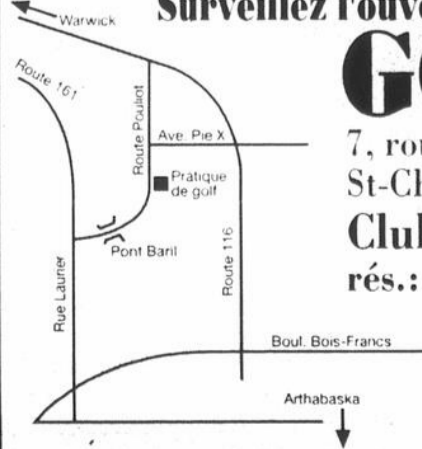 Surveillez l'ouve
Warwick
Route 161
Route Pouliot
Ave. Pie X
Pratique
de golf
Pont Baril
Rue Laurier
Route 116
Boul. Bois-Francs
Arthabaska
G
7, rou
St-Ch
Clul
rés.: